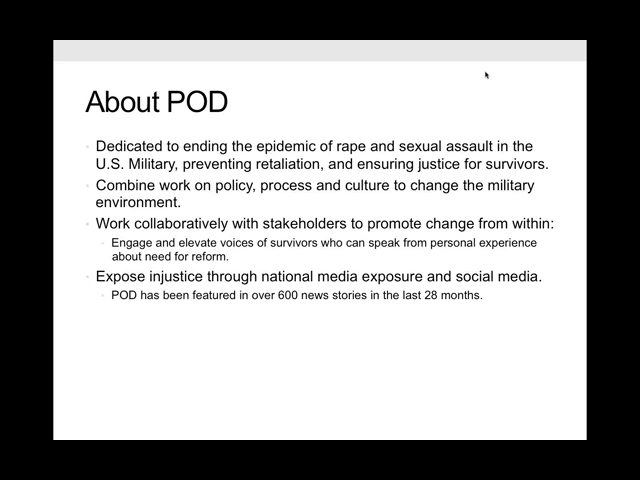 About POD
Dedicated to ending the epidemic of rape and sexual assault in the
U.S. Military, preventing retaliation, and ensuring justice for survivors.
Combine work on policy, process and culture to change the military
environment.
Work collaboratively with stakeholders to promote change from within:
Engage and elevate voices of survivors who can speak from personal experience
about need for reform.
Expose injustice through national media exposure and social media.
POD has been featured in over 600 news stories in the last 28 months.